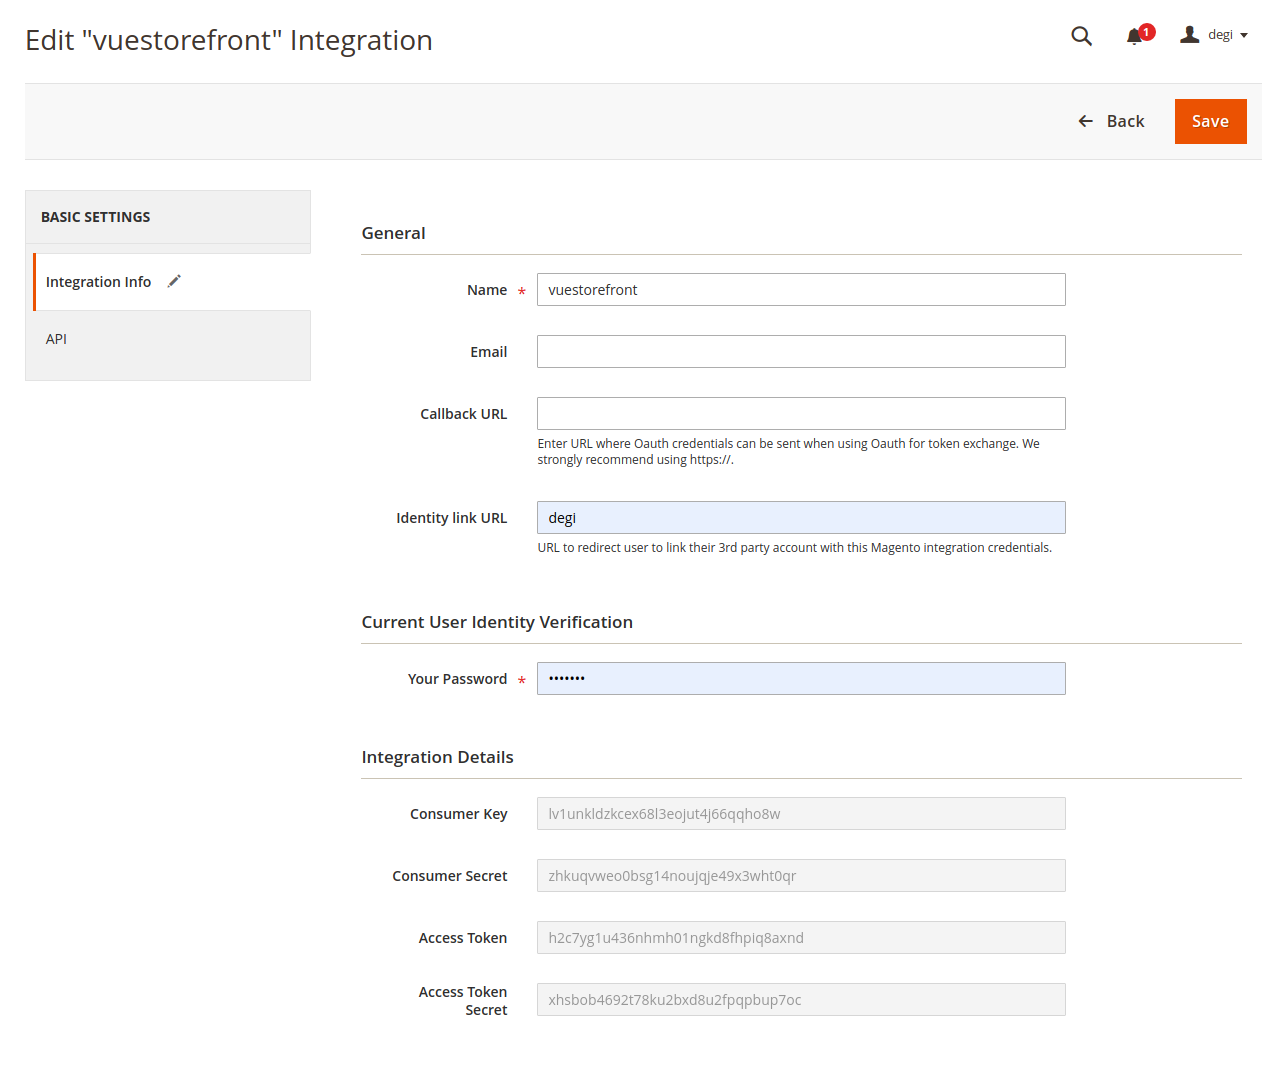 Edit "vuestorefront" Integration
1
degi
Back
Save
BASIC SETTINGS
Integration Info
API
General
Name *
vuestorefront
Email
Callback URL
Enter URL where Oauth credentials can be sent when using Oauth for token exchange. We
strongly recommend using https://.
Identity link URL
degi
URL to redirect user to link their 3rd party account with this Magento integration credentials.
Current User Identity Verification
Your Password *
•••••••
Integration Details
Consumer Key
lv1unkldzkcex68l3eojut4j66qqho8w
Consumer Secret
zhkuqvweo0bsg14noujqje49x3wht0qr
Access Token
h2c7yg1u436nhmh01ngkd8fhpiq8axnd
Access Token
Secret
xhsbob4692t78ku2bxd8u2fpqpbup7oc